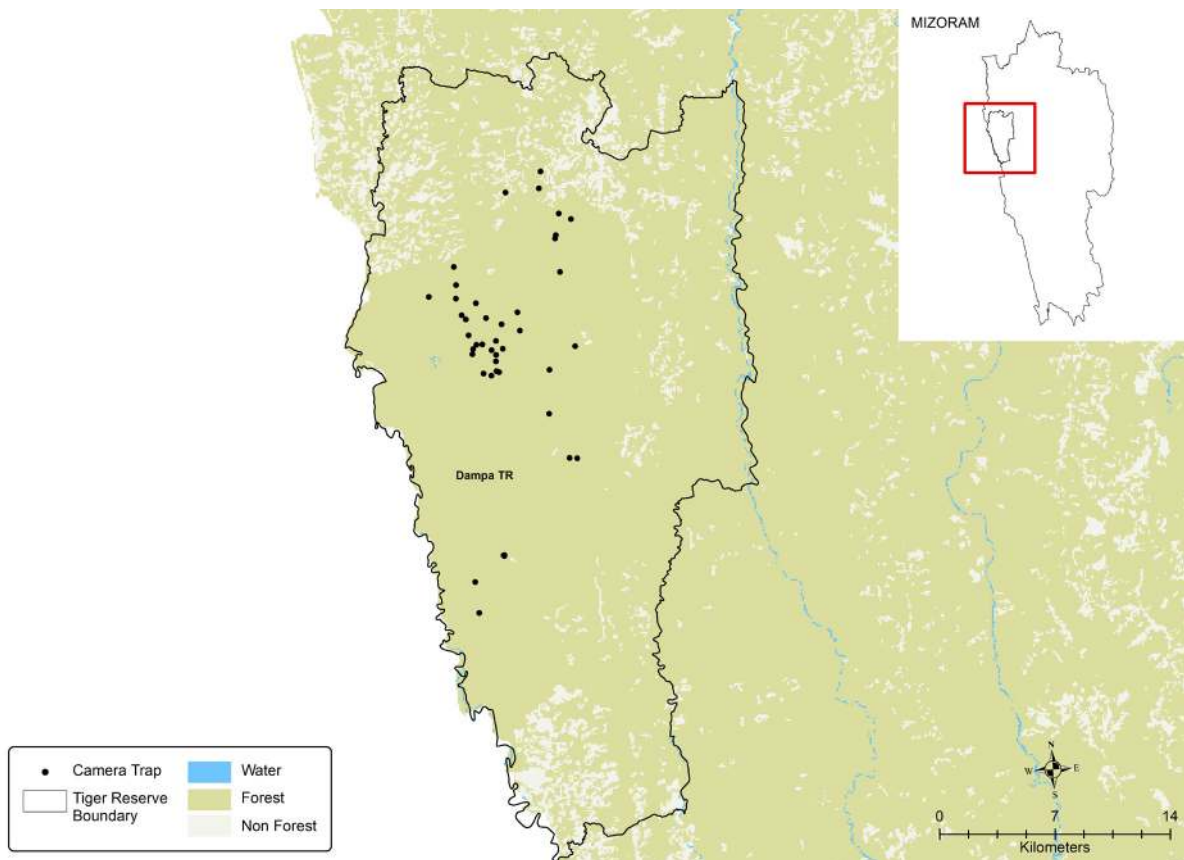 MIZORAM
Dampa TR
Camera Trap
Tiger Reserve
Boundary
Water
Forest
Non Forest
N
W E
S
0 7 14
Kilometers